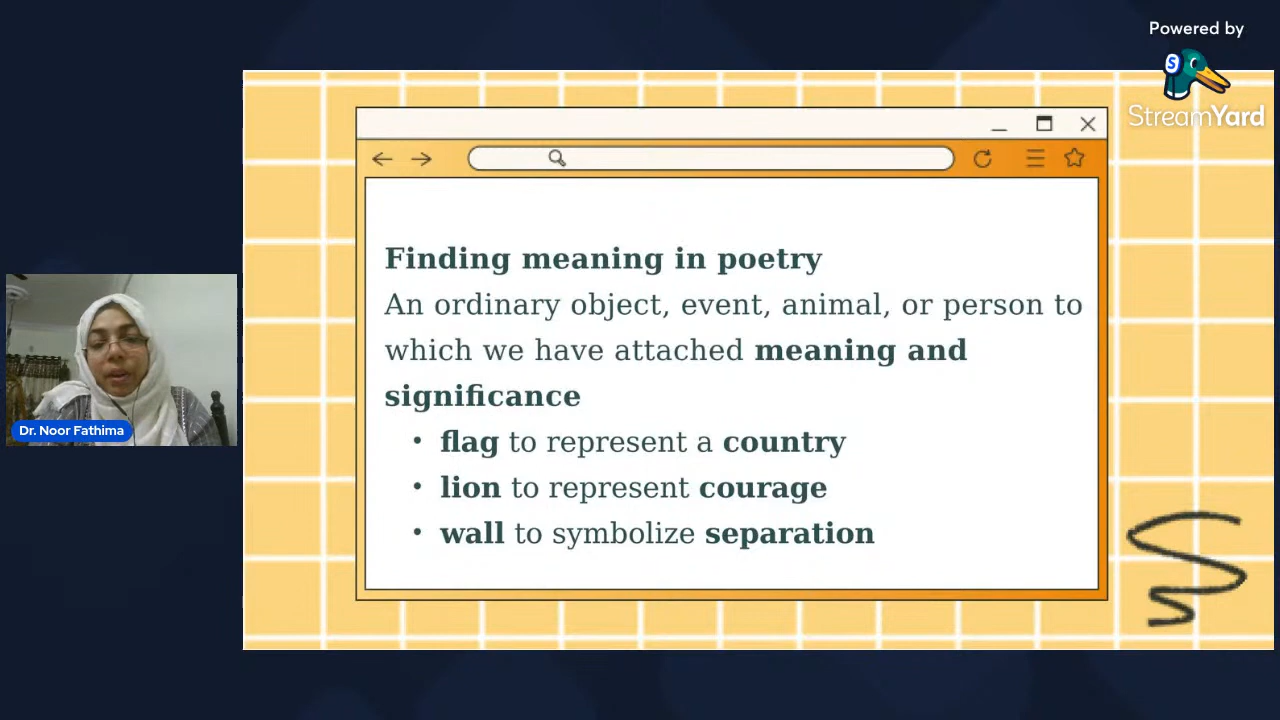 Powered by
StreamYard
Finding meaning in poetry
An ordinary object, event, animal, or person to
which we have attached meaning and
significance
• flag to represent a country
• lion to represent courage
• wall to symbolize separation
Dr. Noor Fathima